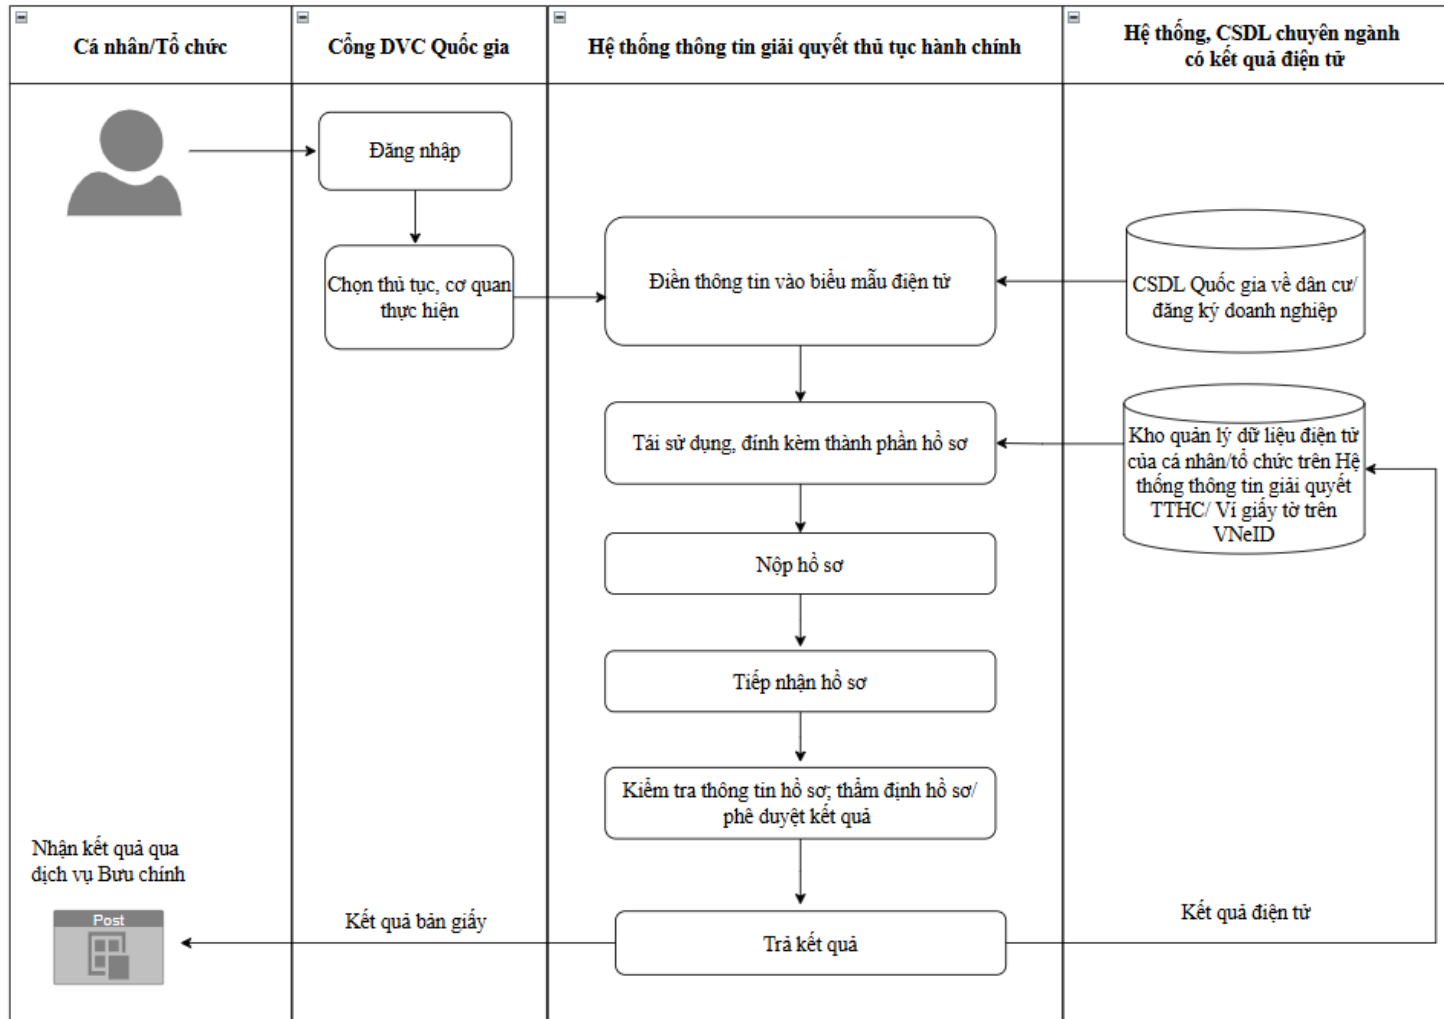 Cá nhân/Tổ chức
Cổng DVC Quốc gia
Hệ thống thông tin giải quyết thủ tục hành chính
Hệ thống, CSDL chuyên ngành
có kết quả điện tử
Đăng nhập
Chọn thủ tục, cơ quan
thực hiện
Điền thông tin vào biểu mẫu điện tử
CSDL Quốc gia về dân cư/
đăng ký doanh nghiệp
Tái sử dụng, đính kèm thành phần hồ sơ
Kho quản lý dữ liệu điện tử
của cá nhân/tổ chức trên Hệ
thống thông tin giải quyết
TTHC/ Ví giấy tờ trên
VNeID
Nộp hồ sơ
Tiếp nhận hồ sơ
Kiểm tra thông tin hồ sơ; thẩm định hồ sơ/
phê duyệt kết quả
Nhận kết quả qua
dịch vụ Bưu chính
Post
Kết quả bản giấy
Trả kết quả
Kết quả điện tử